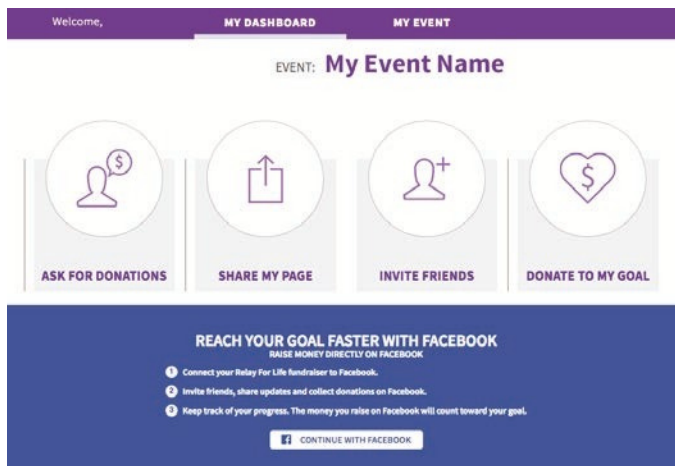 Welcome,
MY DASHBOARD
MY EVENT
EVENT: My Event Name
$
$
ASK FOR DONATIONS
SHARE MY PAGE
INVITE FRIENDS
DONATE TO MY GOAL
REACH YOUR GOAL FASTER WITH FACEBOOK
RAISE MONEY DIRECTLY ON FACEBOOK
1 Connect your Relay For Life fundraiser to Facebook.
2 Invite friends, share updates and collect donations on Facebook.
3 Keep track of your progress. The money you raise on Facebook will count toward your goal.
f CONTINUE WITH FACEBOOK